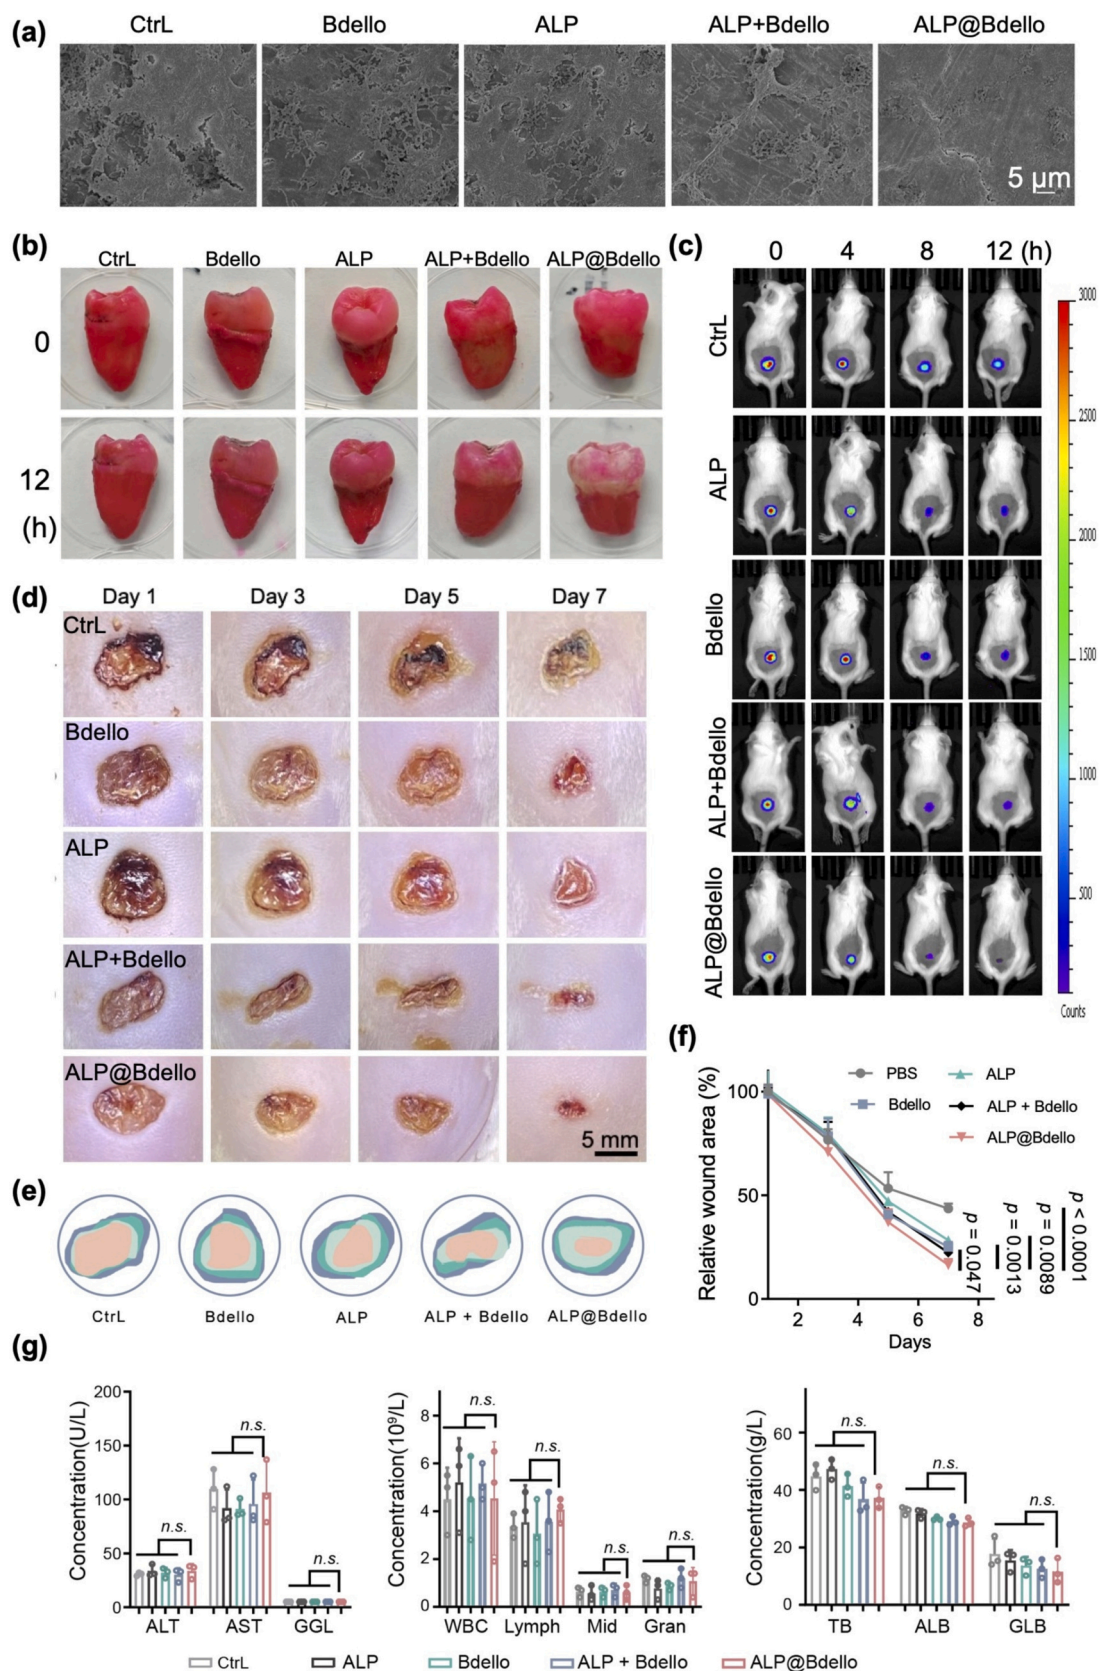 (a)
CtrL Bdello ALP ALP+Bdello ALP@Bdello
5 µm
(b)
CtrL Bdello ALP ALP+Bdello ALP@Bdello
0
12
(h)
(c)
0 4 8 12 (h)
CtrL
ALP
Bdello
ALP+Bdello
ALP@Bdello
3000
2500
2000
1500
1000
500
Counts
(d)
Day 1 Day 3 Day 5 Day 7
CtrL
Bdello
ALP
ALP+Bdello
ALP@Bdello
5 mm
(e)
CtrL Bdello ALP ALP + Bdello ALP@Bdello
(f)
Relative wound area (%)
100
50
0
2 4 6 8
Days
PBS ALP
Bdello ALP + Bdello
ALP@Bdello
p = 0.047
p = 0.0013
p = 0.0089
p < 0.0001
(g)
Concentration(U/L)
200
150
100
50
0
n.s. n.s. n.s.
ALT AST GGL
Concentration(10⁹/L)
8
6
4
2
0
n.s. n.s. n.s. n.s.
WBC Lymph Mid Gran
Concentration(g/L)
60
40
20
0
n.s. n.s. n.s.
TB ALB GLB
CtrL ALP Bdello ALP + Bdello ALP@Bdello